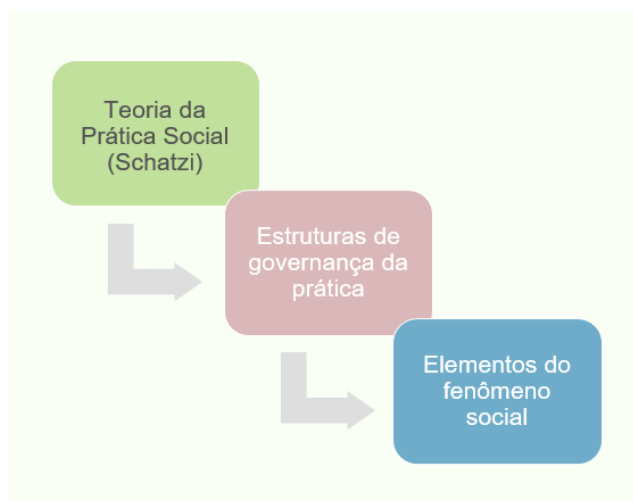 Teoria da
Prática Social
(Schatzi)
Estruturas de
governança da
prática
Elementos do
fenômeno
social